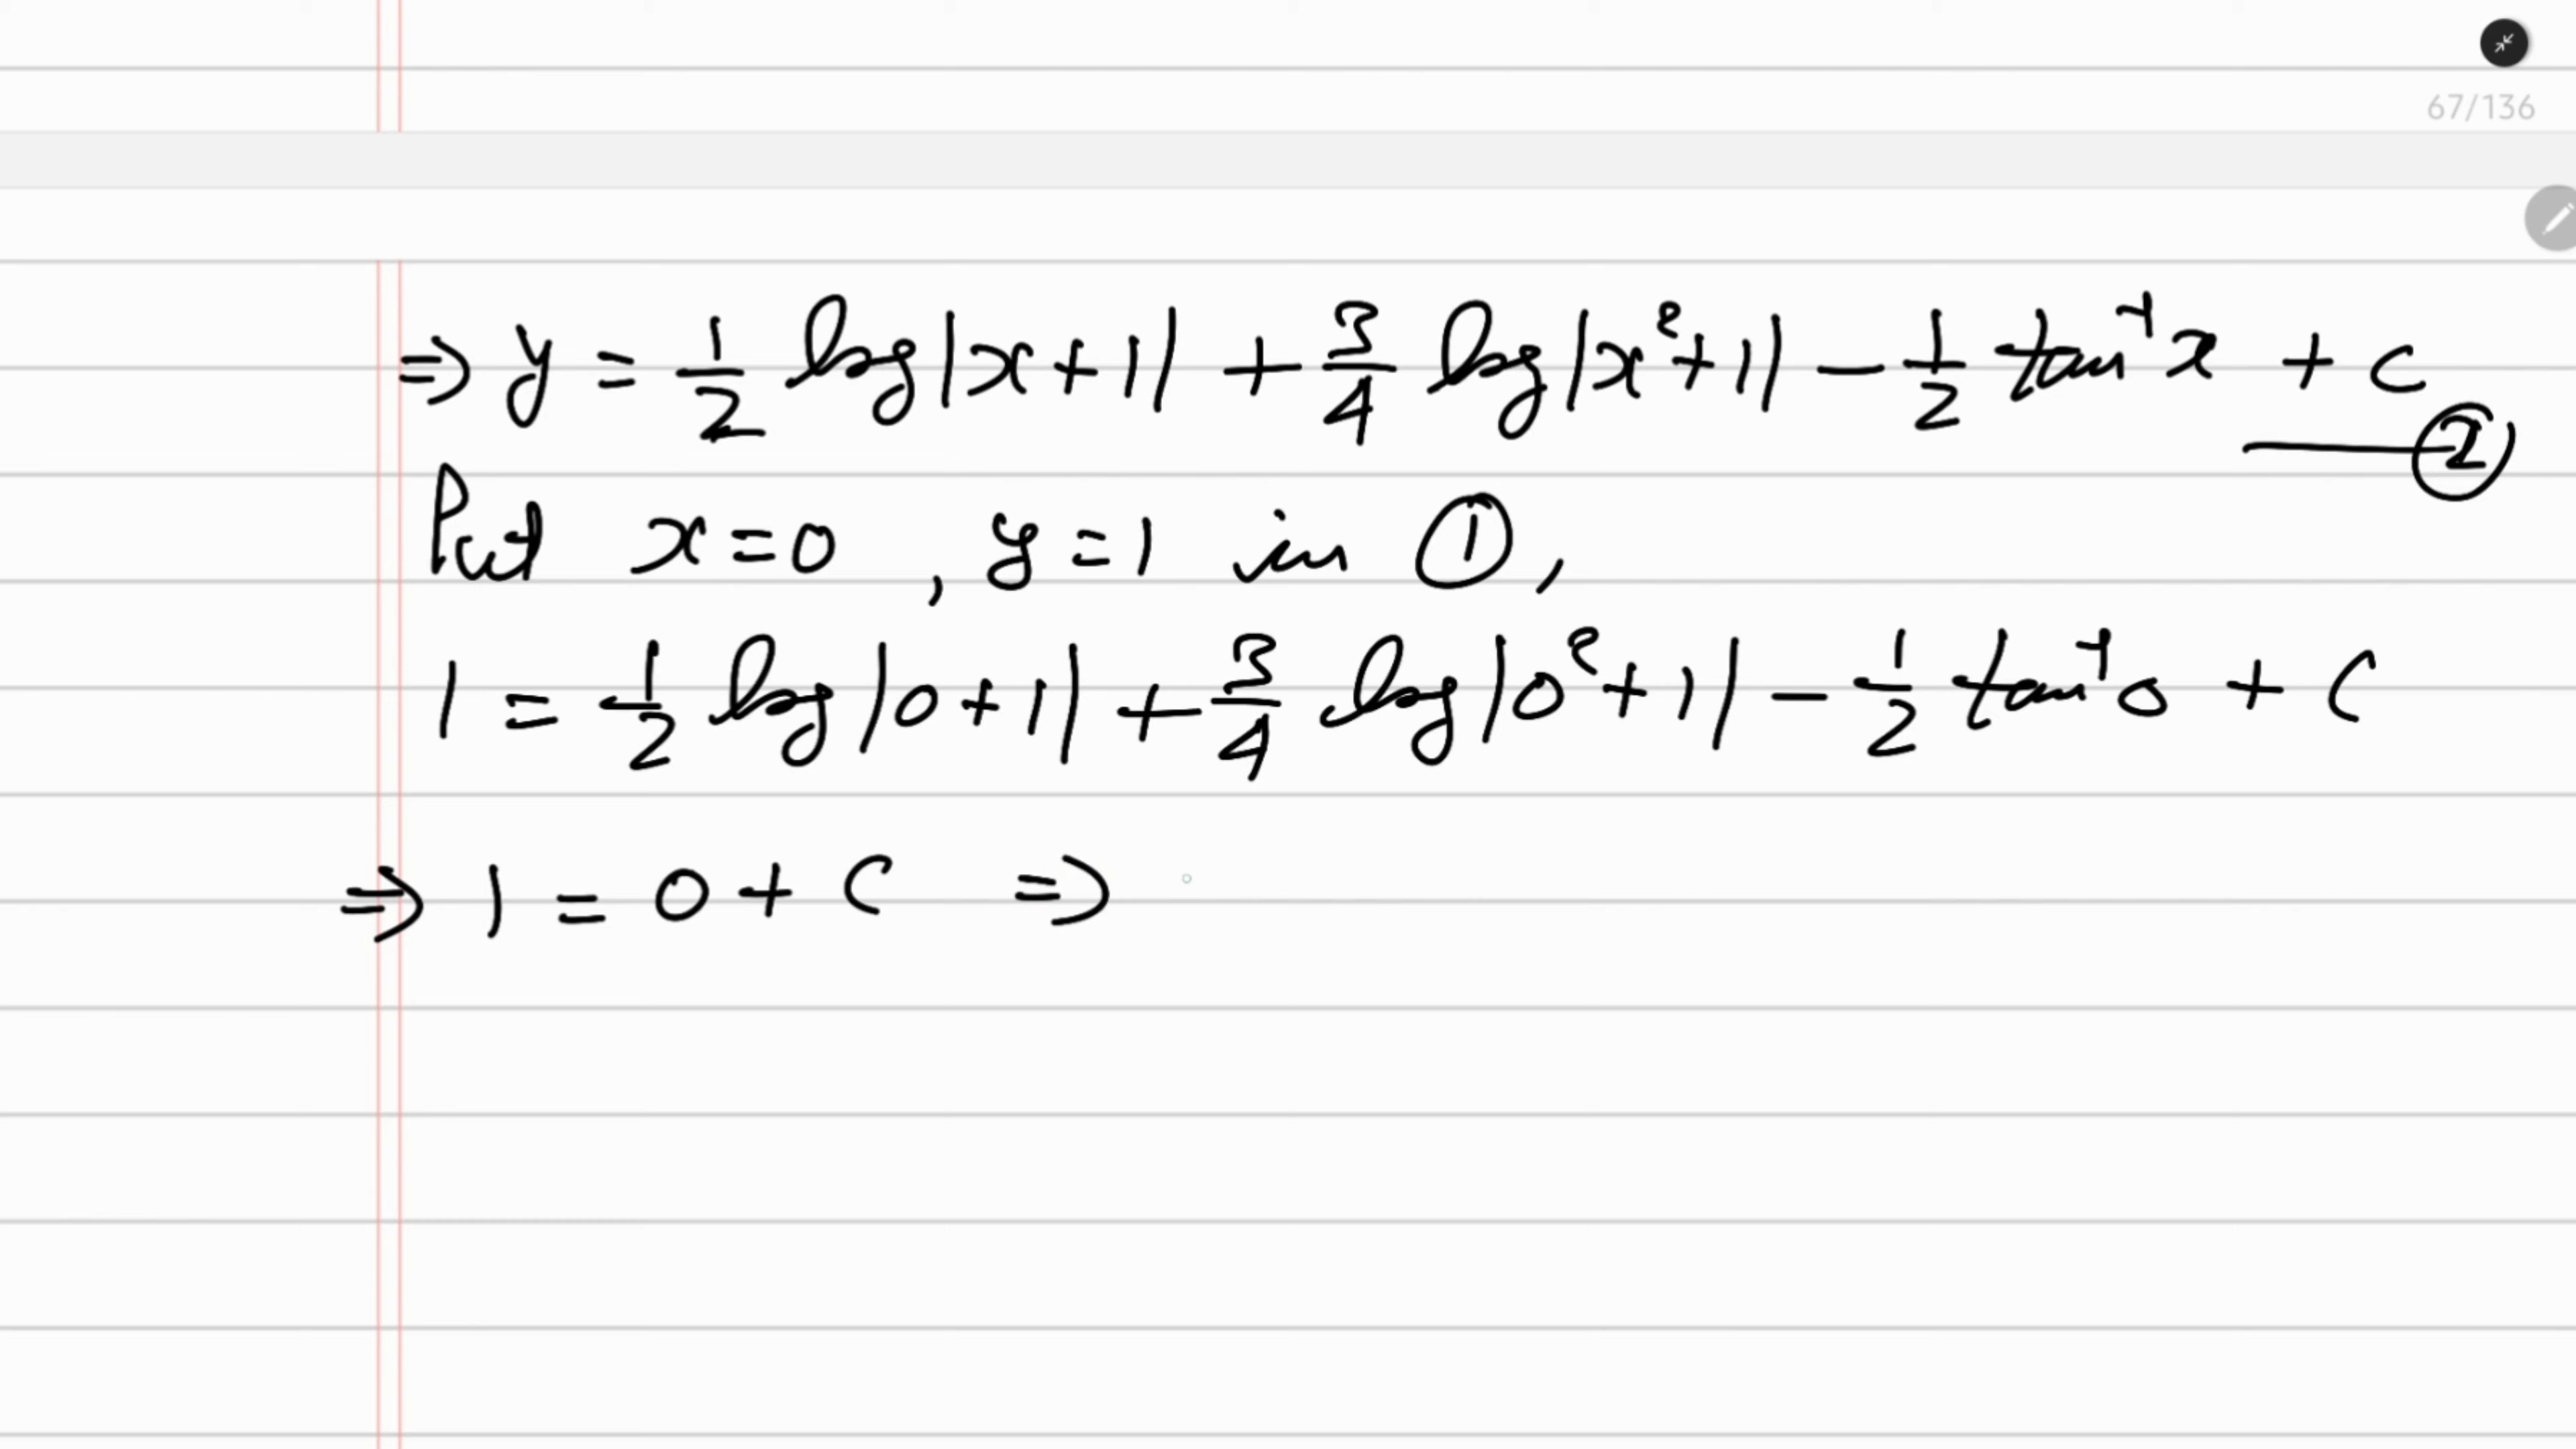 67/136
⇒ y = 1/2 log|x+1| + 3/4 log|x²+1| − 1/2 tan⁻¹x + C
——②
Put x=0, y=1 in ①,
1 = 1/2 log|0+1| + 3/4 log|0²+1| − 1/2 tan⁻¹0 + C
⇒ 1 = 0 + C ⇒